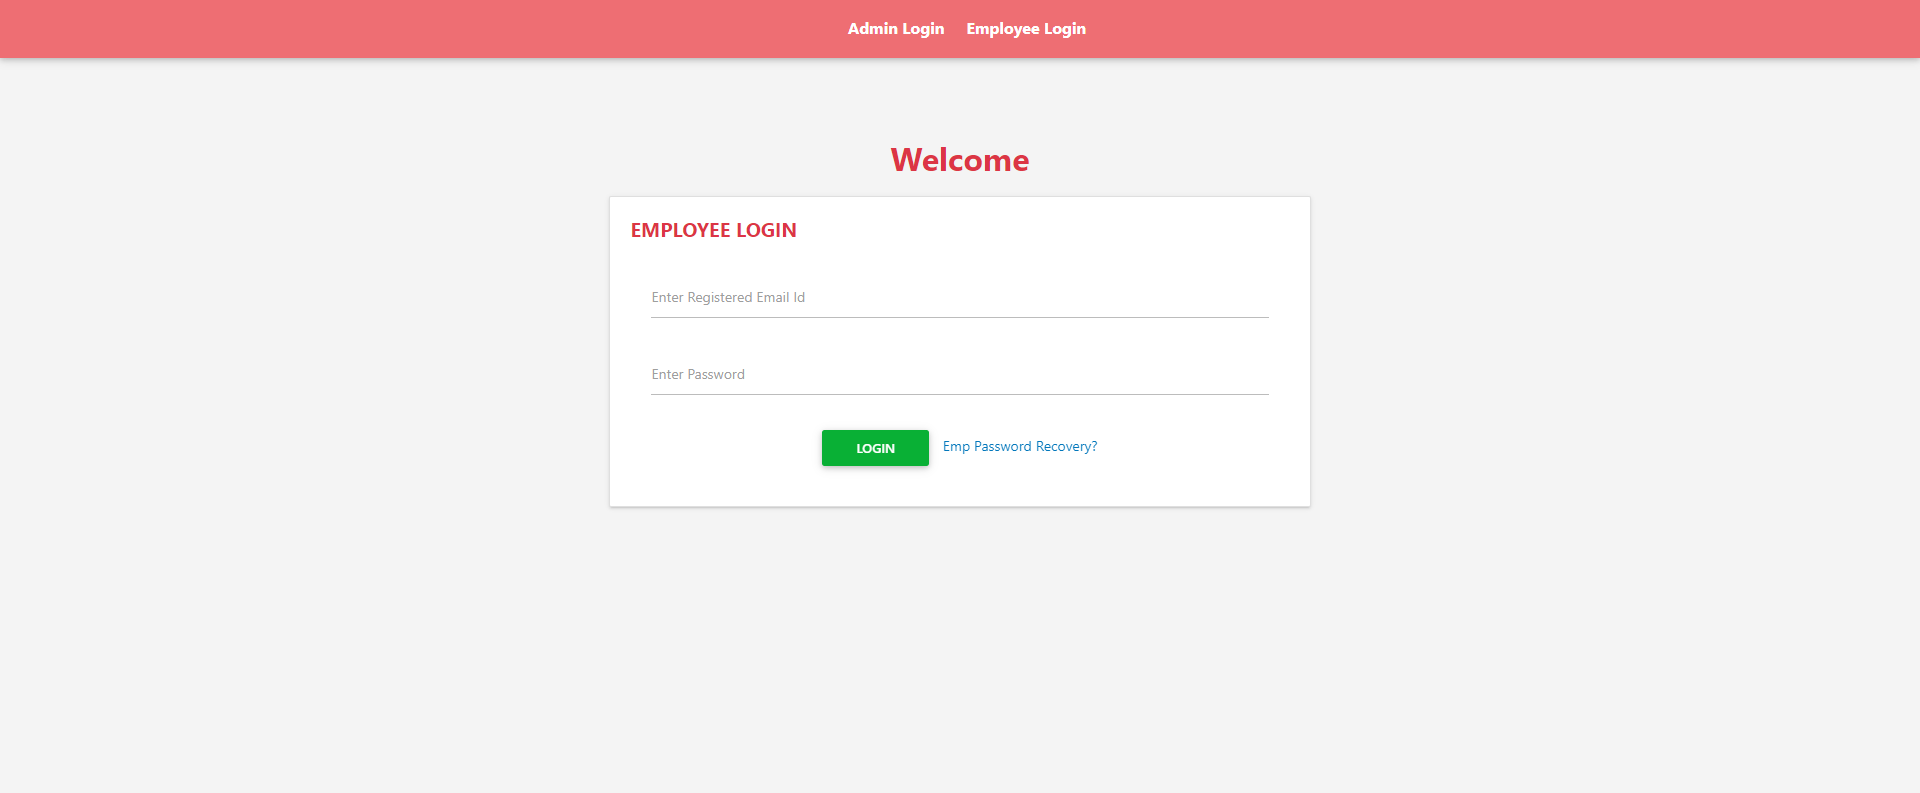 Admin Login Employee Login
Welcome
EMPLOYEE LOGIN
Enter Registered Email Id
Enter Password
LOGIN Emp Password Recovery?